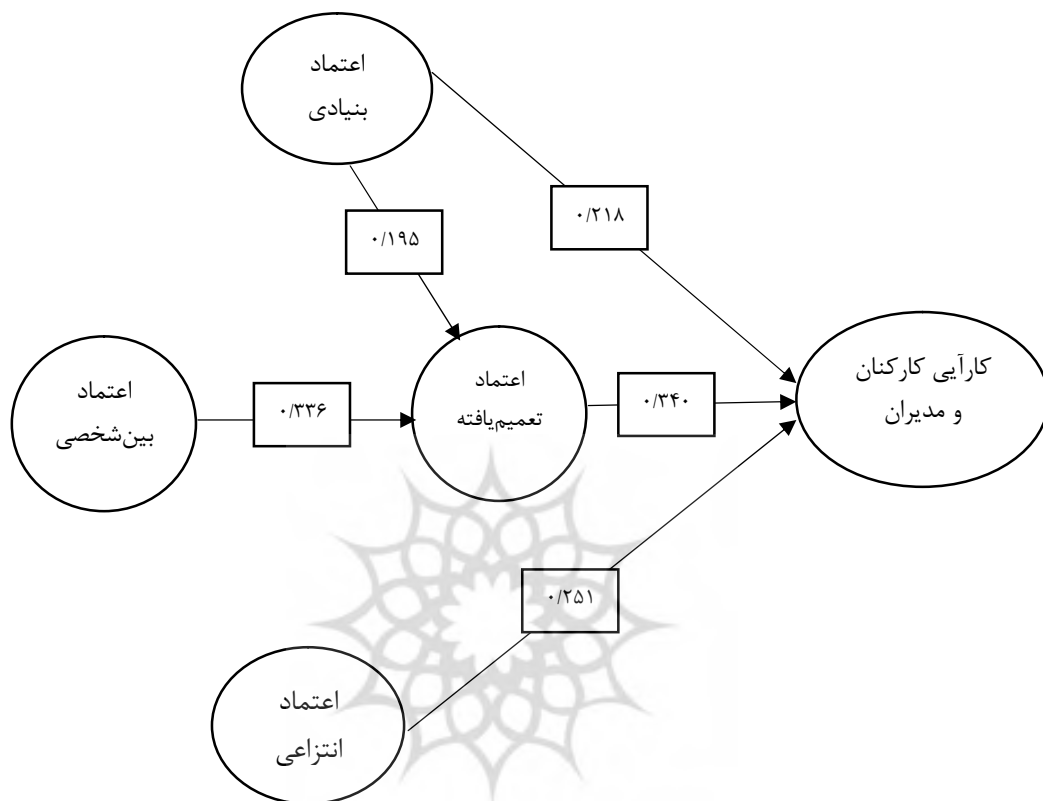 اعتماد
بنیادی
۰/۲۱۸
۰/۱۹۵
اعتماد
بین‌شخصی
۰/۳۳۶
اعتماد
تعمیم‌یافته
۰/۳۴۰
کارآیی کارکنان
و مدیران
۰/۲۵۱
اعتماد
انتزاعی